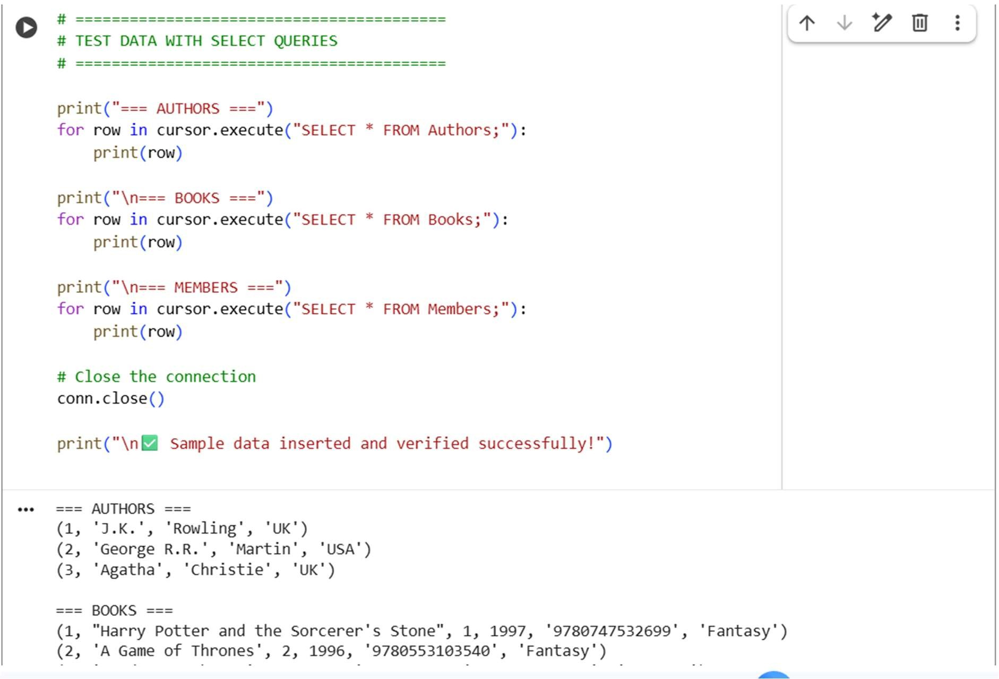 # =========================================
# TEST DATA WITH SELECT QUERIES
# =========================================
print("=== AUTHORS ===")
for row in cursor.execute("SELECT * FROM Authors;"):
    print(row)
print("\n=== BOOKS ===")
for row in cursor.execute("SELECT * FROM Books;"):
    print(row)
print("\n=== MEMBERS ===")
for row in cursor.execute("SELECT * FROM Members;"):
    print(row)
# Close the connection
conn.close()
print("\n✅ Sample data inserted and verified successfully!")
=== AUTHORS ===
(1, 'J.K.', 'Rowling', 'UK')
(2, 'George R.R.', 'Martin', 'USA')
(3, 'Agatha', 'Christie', 'UK')
=== BOOKS ===
(1, "Harry Potter and the Sorcerer's Stone", 1, 1997, '9780747532699', 'Fantasy')
(2, 'A Game of Thrones', 2, 1996, '9780553103540', 'Fantasy')